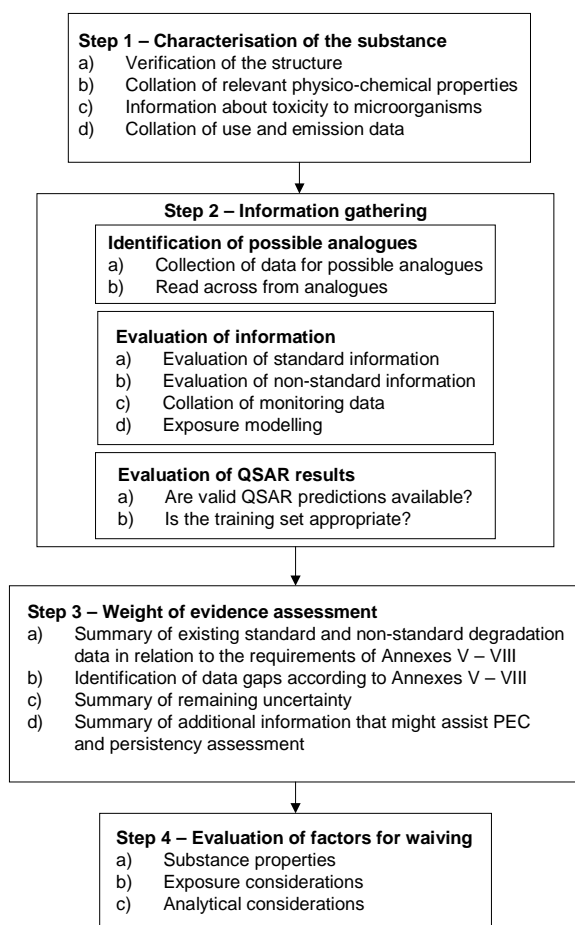 Step 1 – Characterisation of the substance
a) Verification of the structure
b) Collation of relevant physico-chemical properties
c) Information about toxicity to microorganisms
d) Collation of use and emission data
Step 2 – Information gathering
Identification of possible analogues
a) Collection of data for possible analogues
b) Read across from analogues
Evaluation of information
a) Evaluation of standard information
b) Evaluation of non-standard information
c) Collation of monitoring data
d) Exposure modelling
Evaluation of QSAR results
a) Are valid QSAR predictions available?
b) Is the training set appropriate?
Step 3 – Weight of evidence assessment
a) Summary of existing standard and non-standard degradation
data in relation to the requirements of Annexes V – VIII
b) Identification of data gaps according to Annexes V – VIII
c) Summary of remaining uncertainty
d) Summary of additional information that might assist PEC
and persistency assessment
Step 4 – Evaluation of factors for waiving
a) Substance properties
b) Exposure considerations
c) Analytical considerations